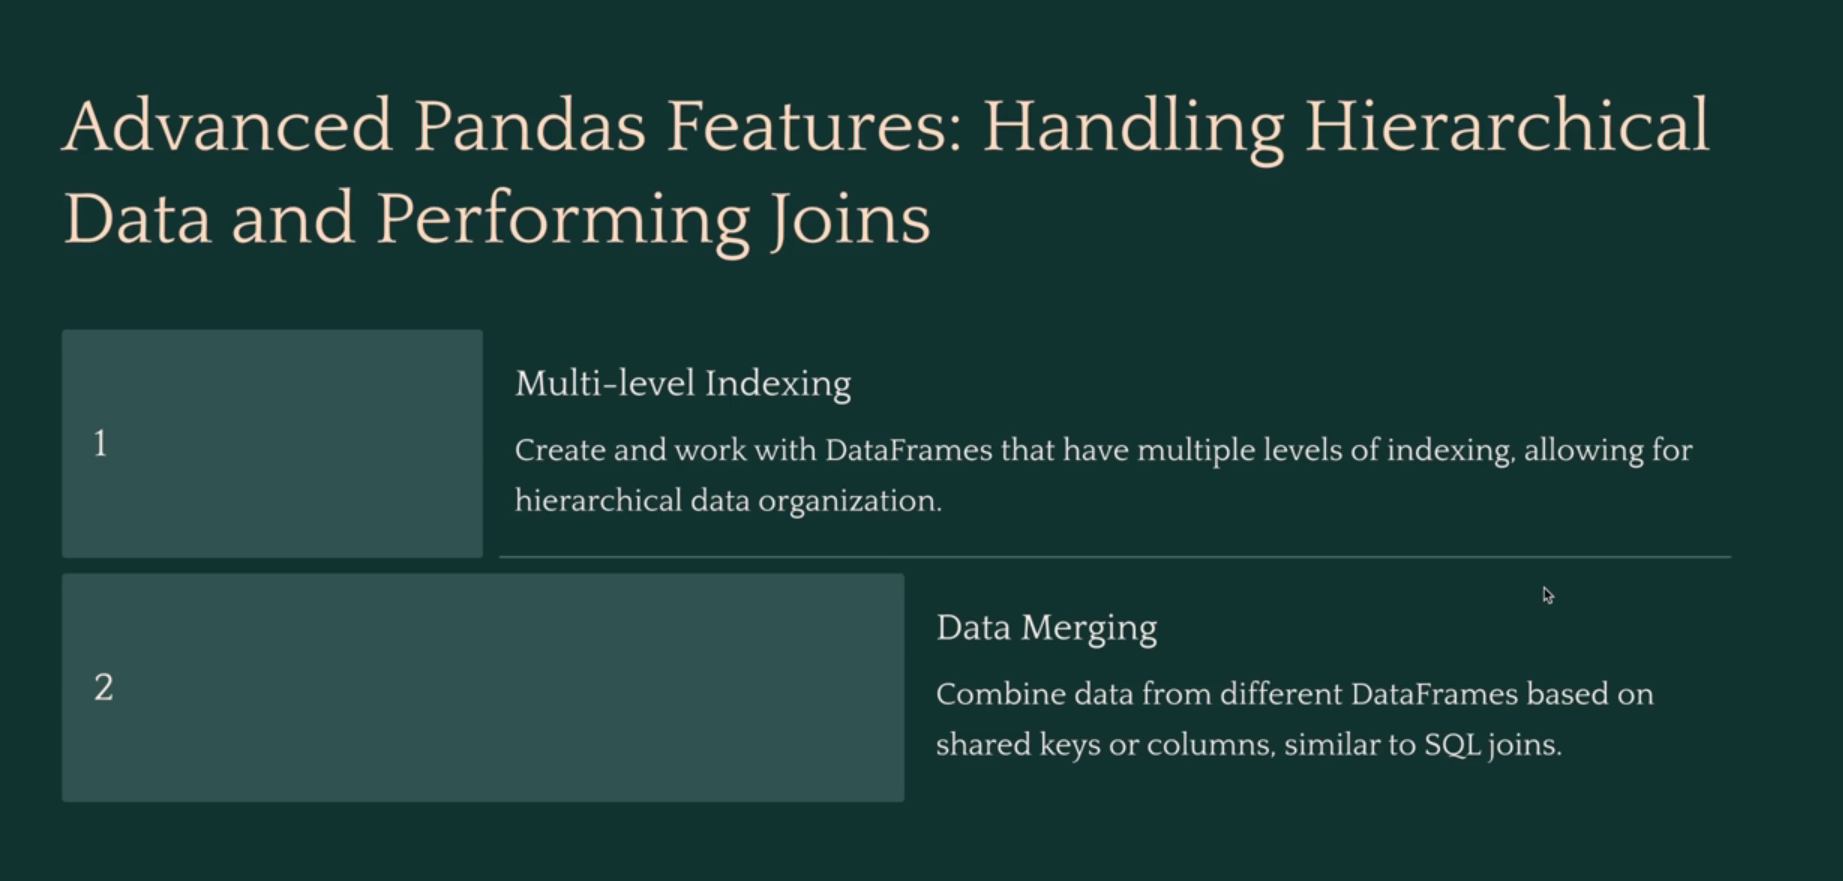 Advanced Pandas Features: Handling Hierarchical
Data and Performing Joins
1
Multi-level Indexing
Create and work with DataFrames that have multiple levels of indexing, allowing for
hierarchical data organization.
2
Data Merging
Combine data from different DataFrames based on
shared keys or columns, similar to SQL joins.